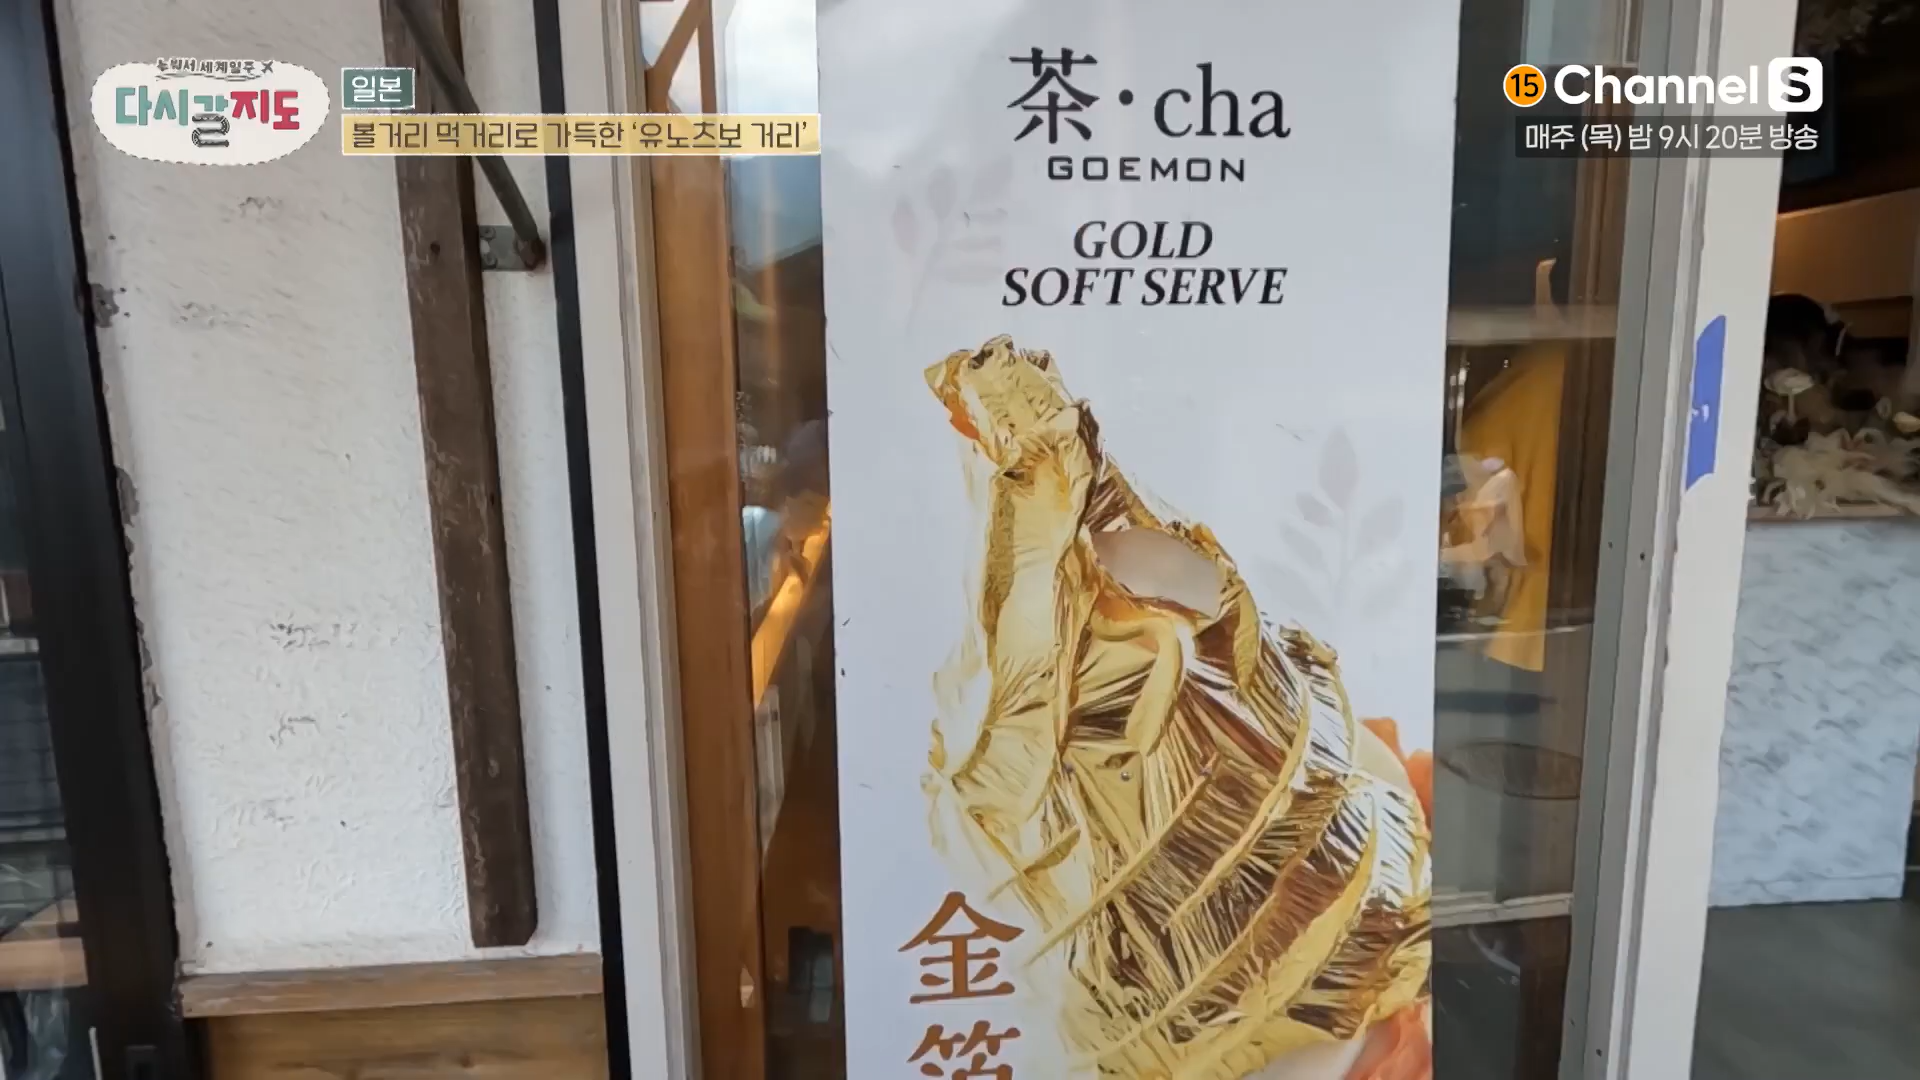 누워서 세계일주
다시갈지도
일본
볼거리 먹거리로 가득한 ‘유노츠보 거리’
15 Channel S
매주 (목) 밤 9시 20분 방송
茶・cha
GOEMON
GOLD
SOFT SERVE
金
箔